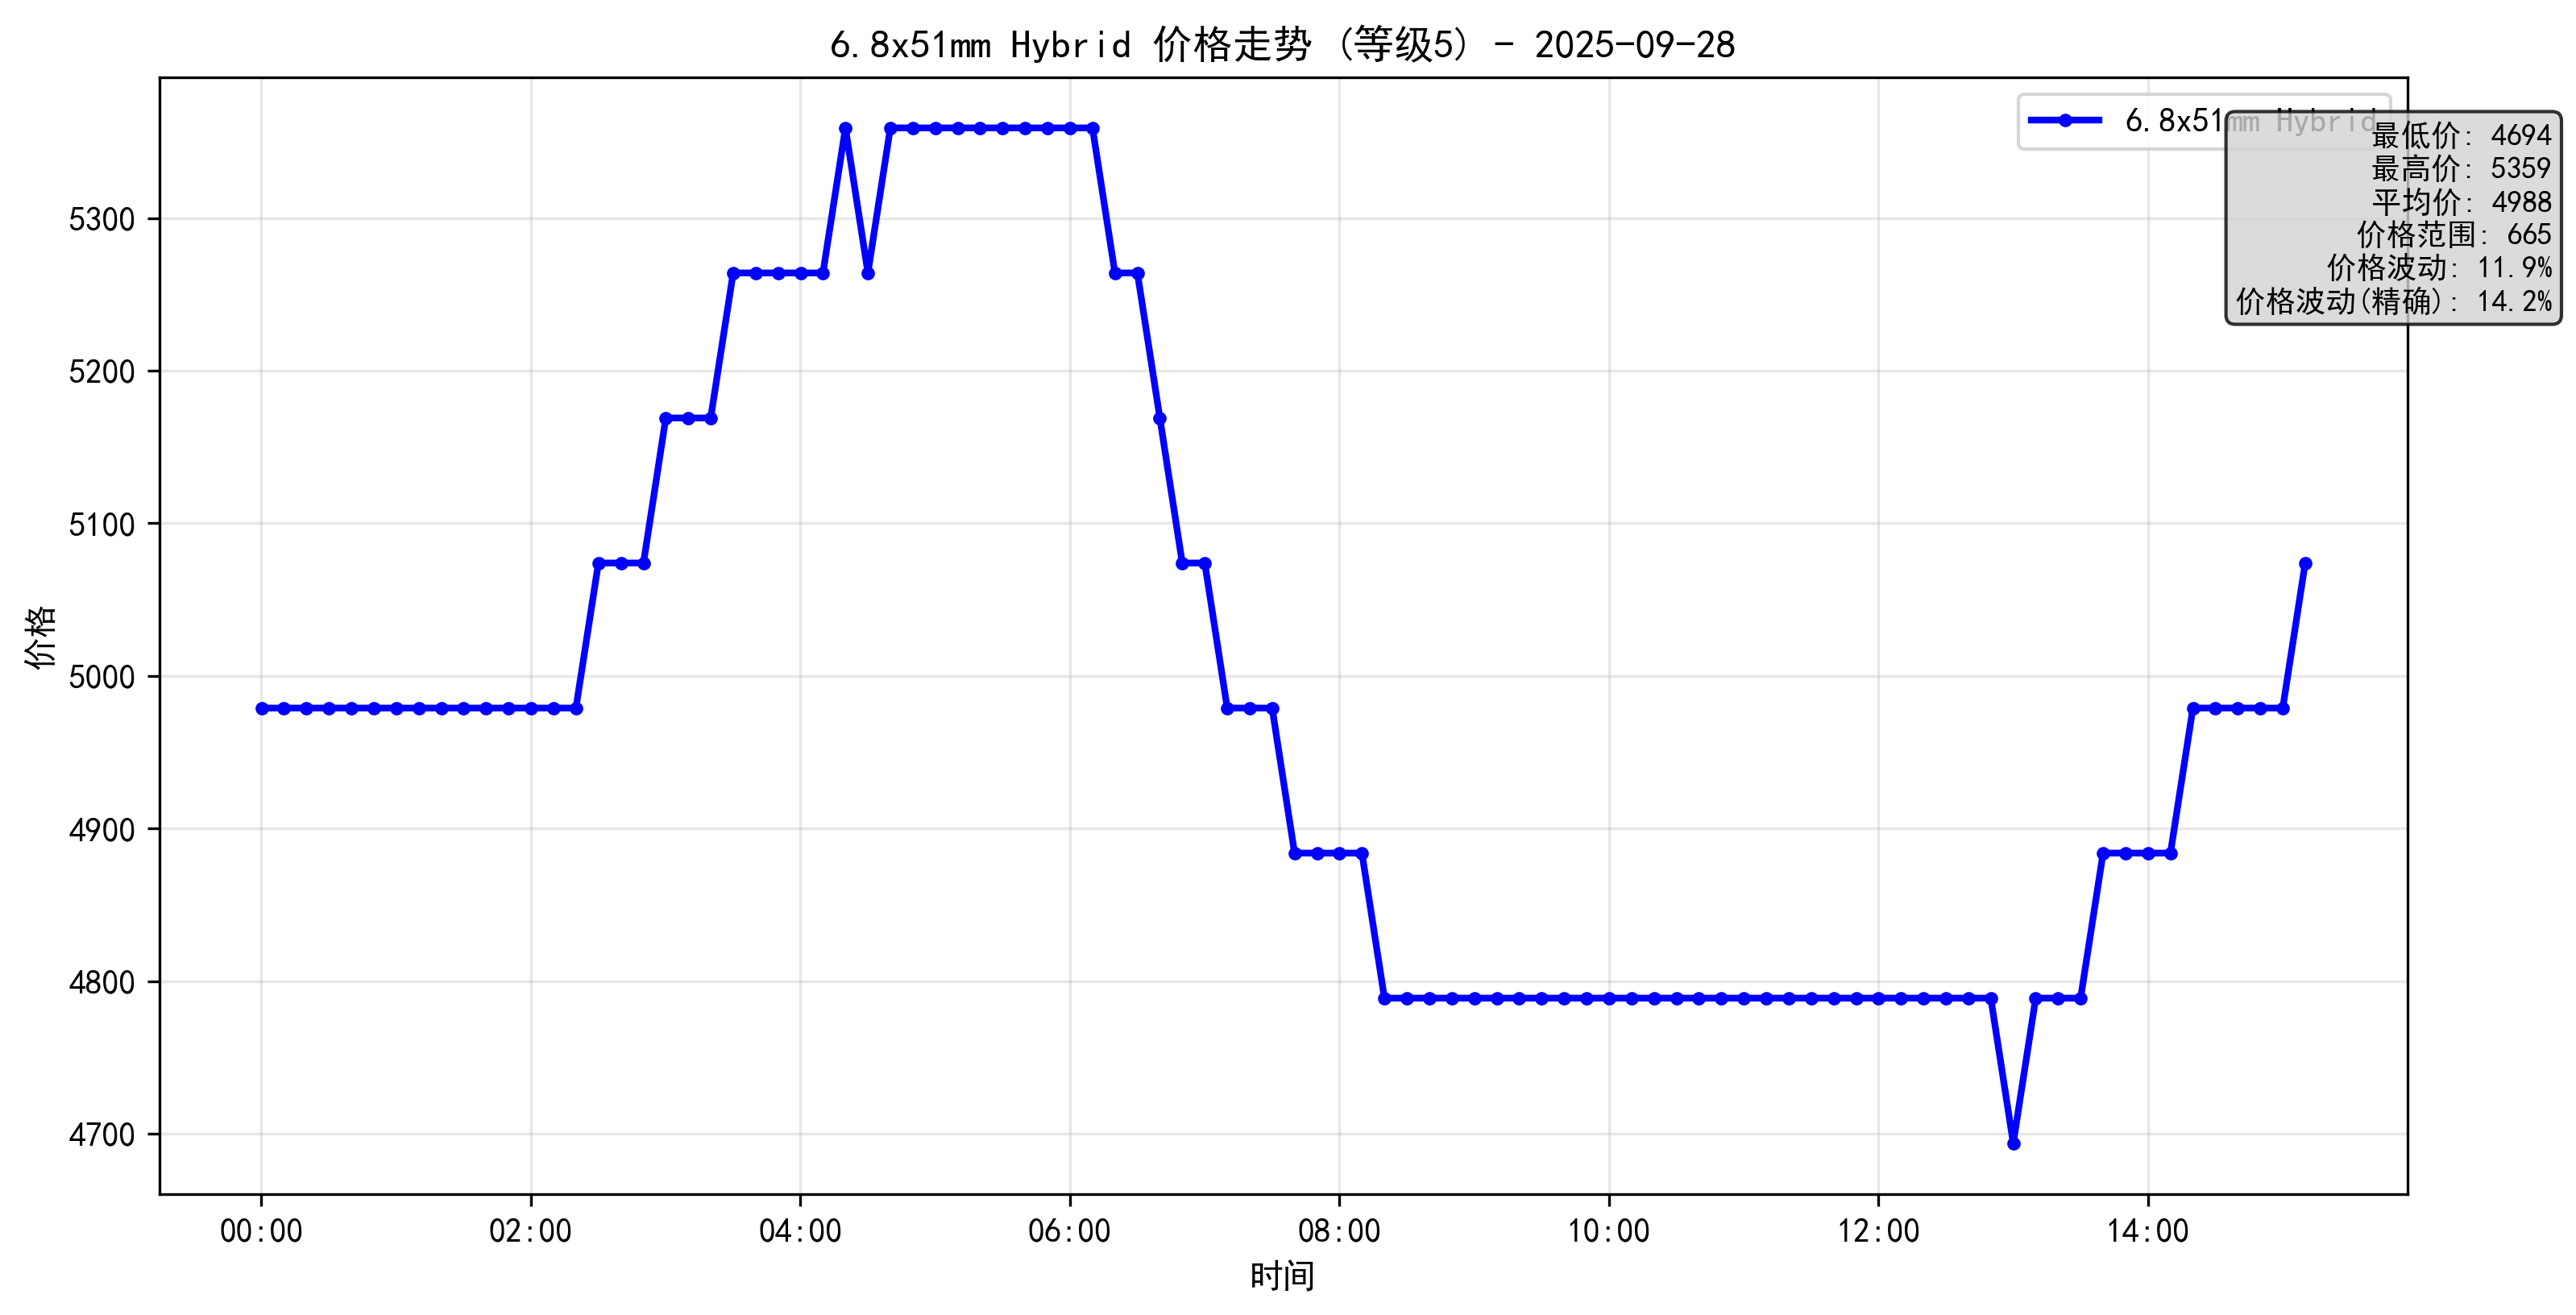 6.8x51mm Hybrid 价格走势 (等级5) - 2025-09-28
6.8x51mm Hybrid
最低价: 4694
最高价: 5359
平均价: 4988
价格范围: 665
价格波动: 11.9%
价格波动(精确): 14.2%
价格
5300
5200
5100
5000
4900
4800
4700
00:00 02:00 04:00 06:00 08:00 10:00 12:00 14:00
时间